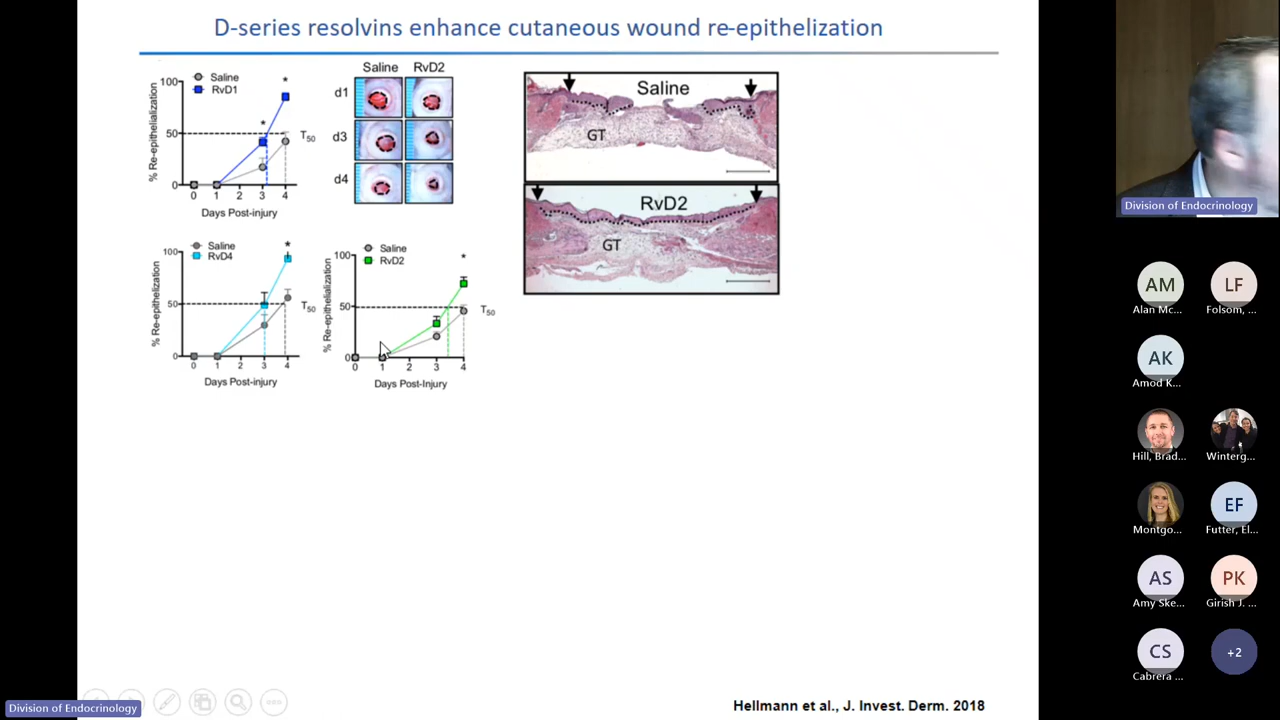 D-series resolvins enhance cutaneous wound re-epithelization
Saline
RvD1
100
50
0
% Re-epithelialization
*
*
T50
0 1 2 3 4
Days Post-injury
Saline RvD2
d1
d3
d4
Saline
GT
RvD2
GT
Saline
RvD4
100
50
0
% Re-epithelization
*
T50
0 1 2 3 4
Days Post-injury
Saline
RvD2
100
50
0
% Re-epithelialization
*
T50
0 1 2 3 4
Days Post-Injury
Hellmann et al., J. Invest. Derm. 2018
Division of Endocrinology
Division of Endocrinology
AM LF
Alan Mc... Folsom, ...
AK
Amod K...
Hill, Brad... Winterg...
EF
Montgo... Futter, El...
AS PK
Amy Ske... Girish J. ...
CS +2
Cabrera ...